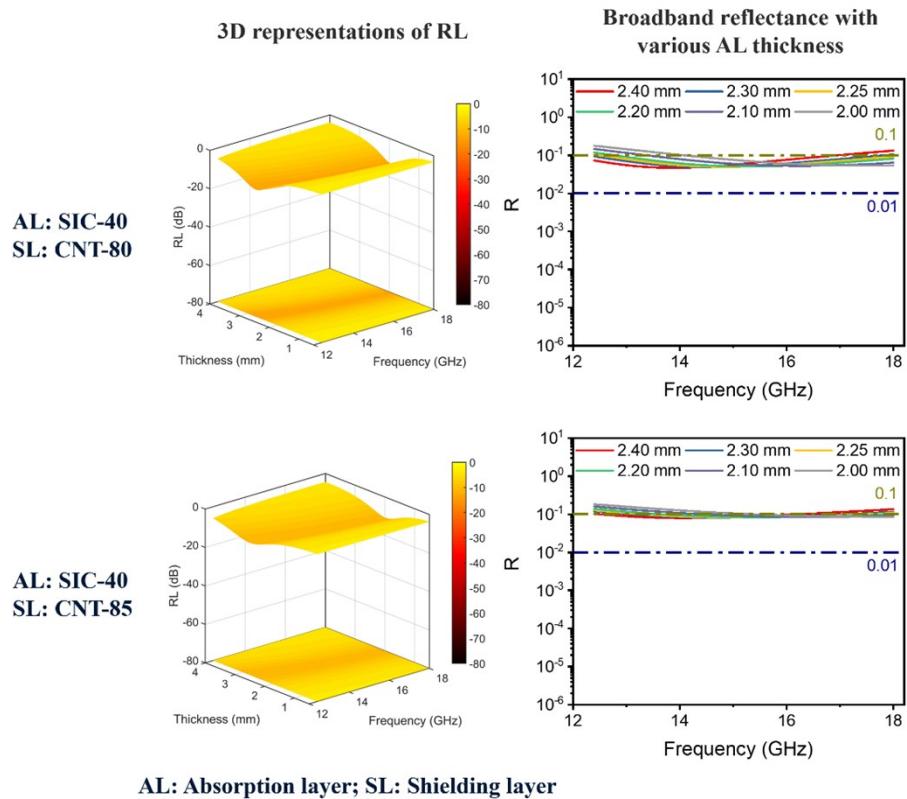 3D representations of RL
Broadband reflectance with
various AL thickness
AL: SIC-40
SL: CNT-80
0
-20
-40
-60
-80
RL (dB)
4
3
2
1
Thickness (mm)
12
14
16
18
Frequency (GHz)
0
-10
-20
-30
-40
-50
-60
-70
-80
10^1
10^0
10^-1
10^-2
10^-3
10^-4
10^-5
10^-6
R
2.40 mm 2.30 mm 2.25 mm
2.20 mm 2.10 mm 2.00 mm
0.1
0.01
12 14 16 18
Frequency (GHz)
AL: SIC-40
SL: CNT-85
0
-20
-40
-60
-80
RL (dB)
4
3
2
1
Thickness (mm)
12
14
16
18
Frequency (GHz)
0
-10
-20
-30
-40
-50
-60
-70
-80
10^1
10^0
10^-1
10^-2
10^-3
10^-4
10^-5
10^-6
R
2.40 mm 2.30 mm 2.25 mm
2.20 mm 2.10 mm 2.00 mm
0.1
0.01
12 14 16 18
Frequency (GHz)
AL: Absorption layer; SL: Shielding layer